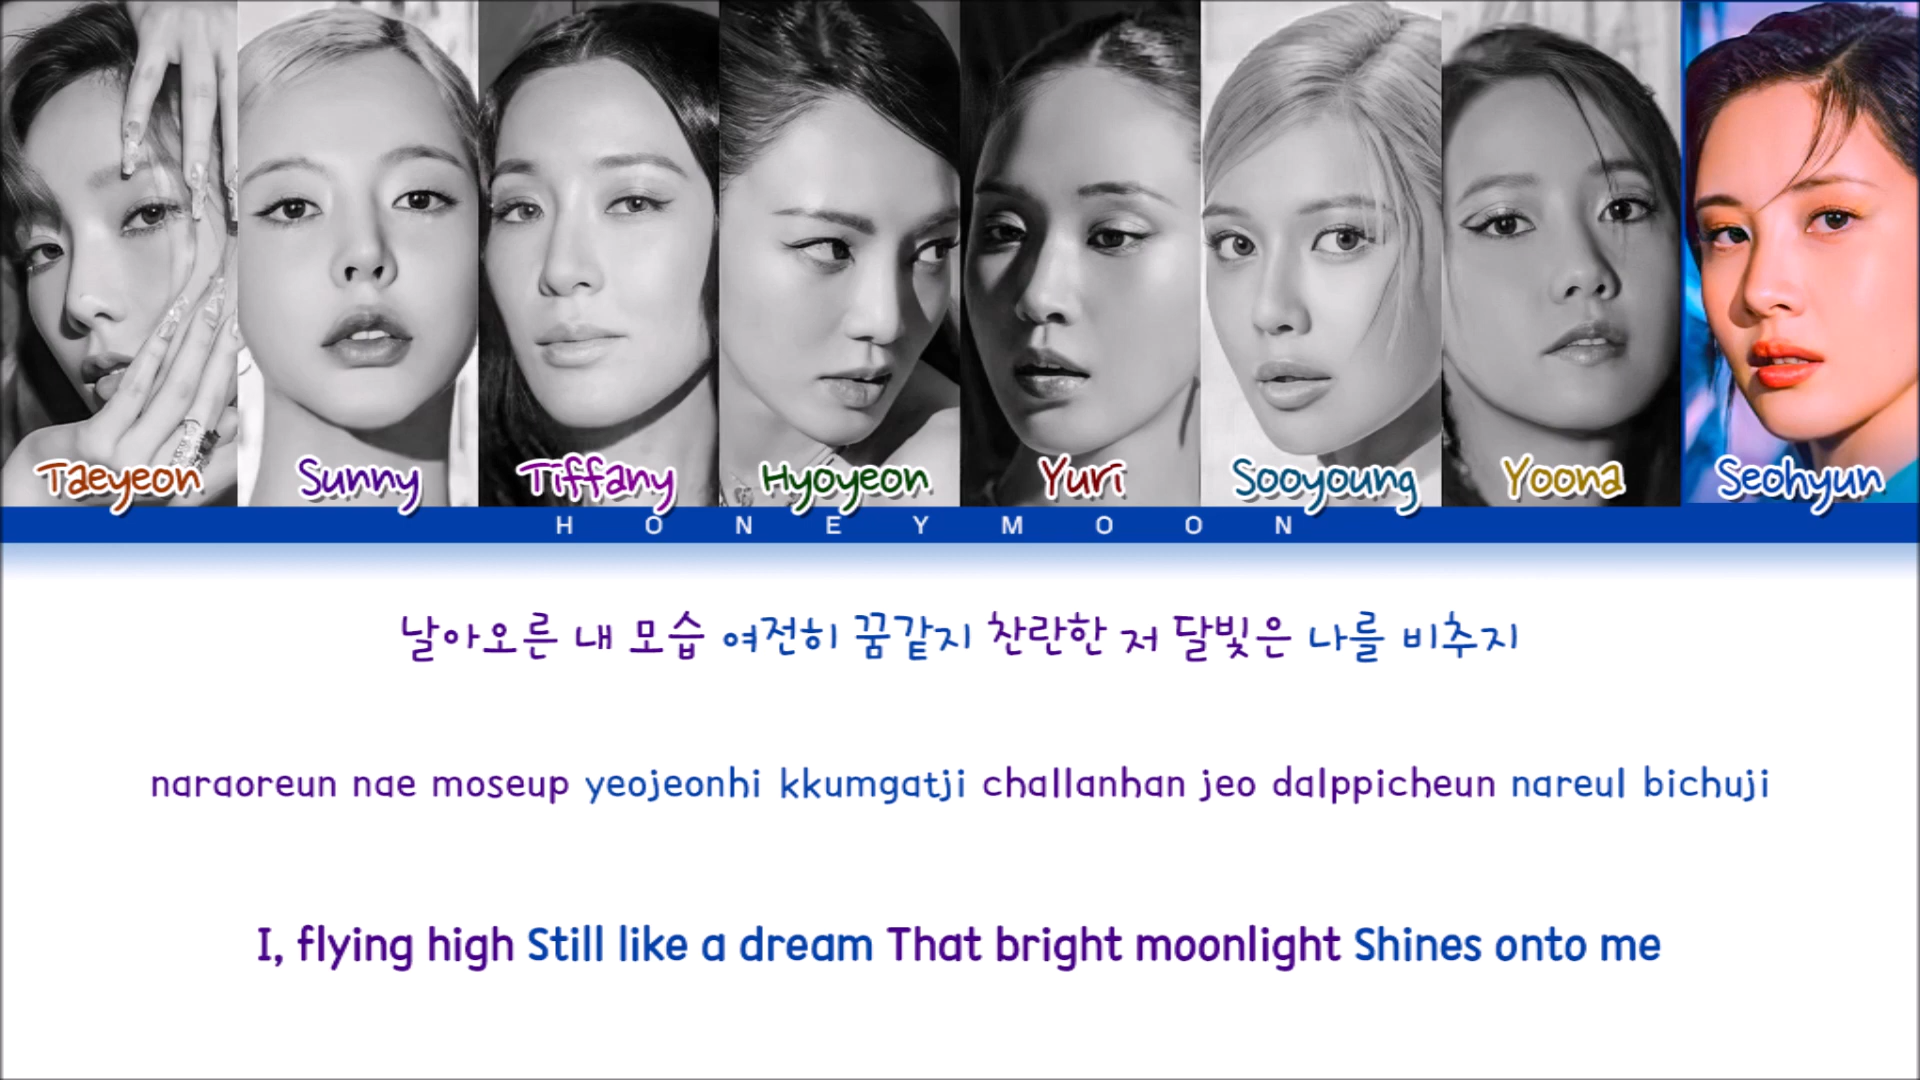 Taeyeon Sunny Tiffany Hyoyeon Yuri Sooyoung Yoona Seohyun
HONEYMOON
날아오른 내 모습 여전히 꿈같지 찬란한 저 달빛은 나를 비추지
naraoreun nae moseup yeojeonhi kkumgatji challanhan jeo dalppicheun nareul bichuji
I, flying high Still like a dream That bright moonlight Shines onto me